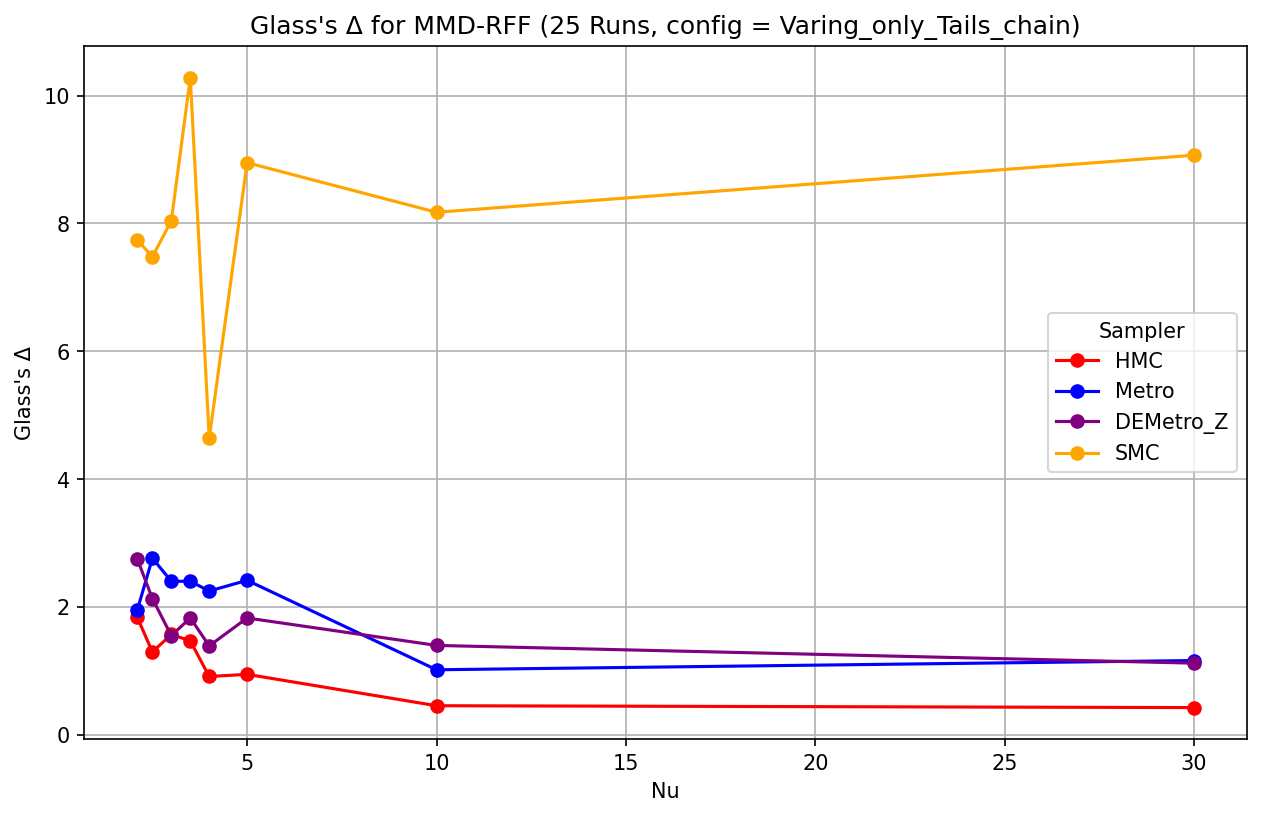 Glass's Δ for MMD-RFF (25 Runs, config = Varing_only_Tails_chain)
10
8
6
4
2
0
Glass's Δ
Sampler
HMC
Metro
DEMetro_Z
SMC
5 10 15 20 25 30
Nu